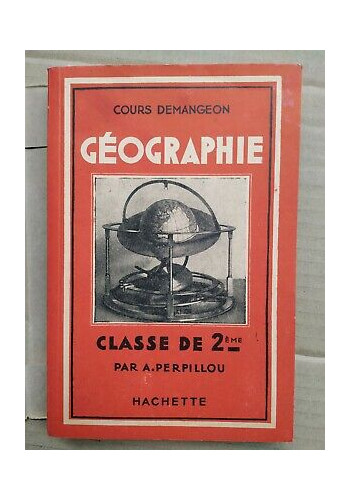 COURS DEMANGEON
GÉOGRAPHIE
CLASSE DE 2ÈME
PAR A. PERPILLOU
HACHETTE